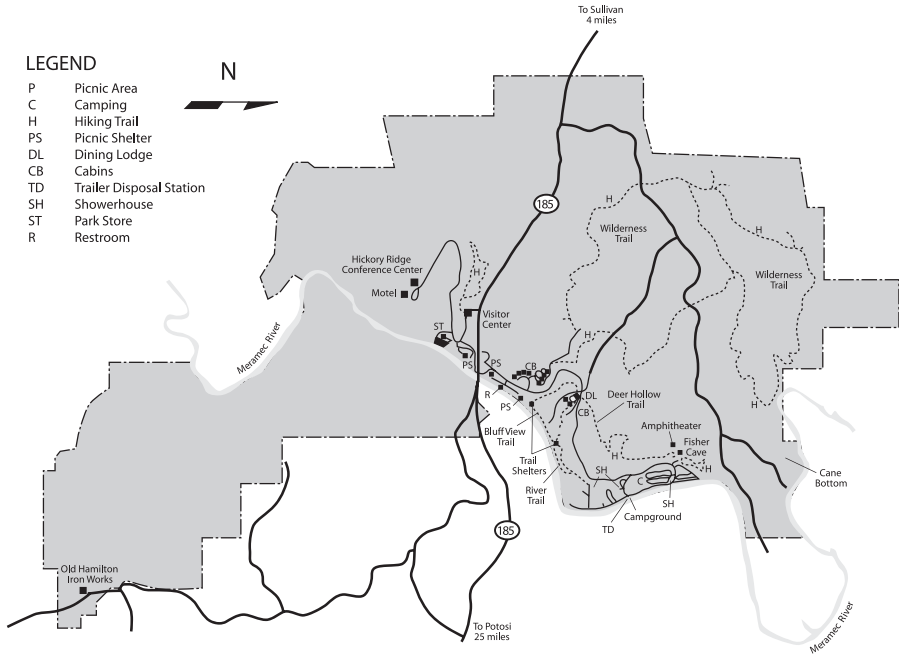 To Sullivan
4 miles
LEGEND
P Picnic Area
C Camping
H Hiking Trail
PS Picnic Shelter
DL Dining Lodge
CB Cabins
TD Trailer Disposal Station
SH Showerhouse
ST Park Store
R Restroom
N
185
H
Wilderness
Trail
H
Wilderness
Trail
Hickory Ridge
Conference Center
Motel
H
Visitor
Center
ST
PS
PS
CB
H
Meramec River
R
PS
DL
CB
Deer Hollow
Trail
H
Bluff View
Trail
Amphitheater
Fisher
Cave
H
H
Trail
Shelters
River
Trail
SH
C
SH
TD
Campground
Cane
Bottom
185
Old Hamilton
Iron Works
To Potosi
25 miles
Meramec River